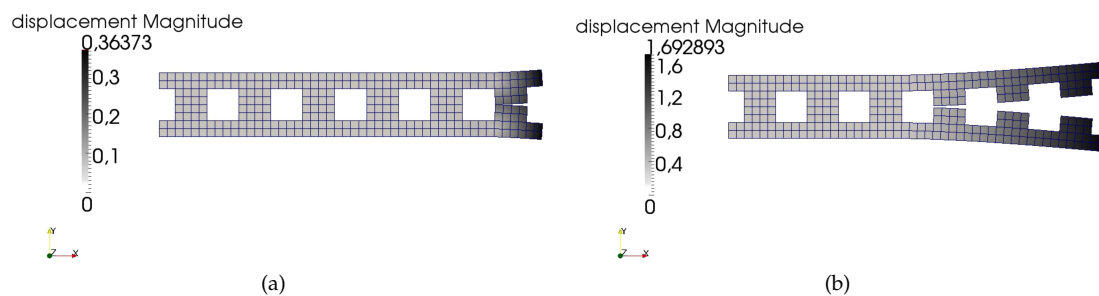 displacement Magnitude
0,36373
0,3
0,2
0,1
0
Y
Z X
(a)
displacement Magnitude
1,692893
1,6
1,2
0,8
0,4
0
Y
Z X
(b)